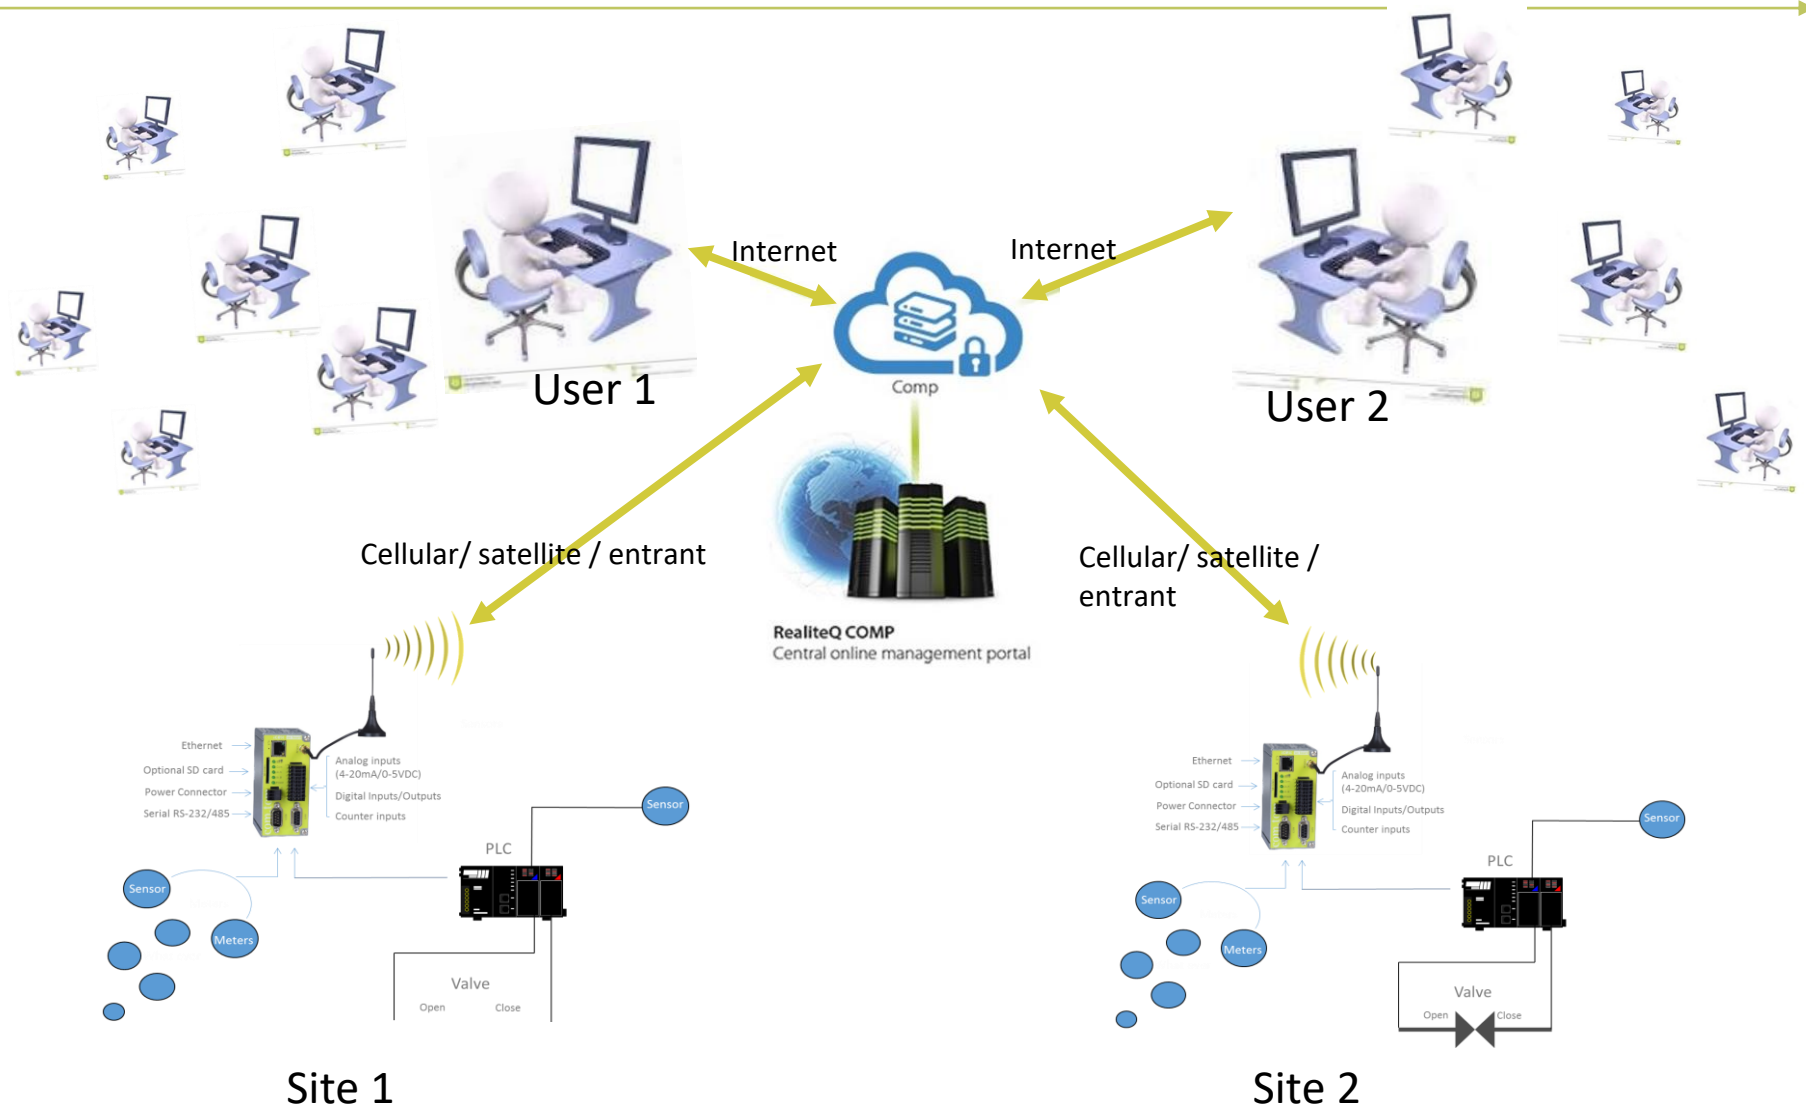 Internet
Internet
User 1
Comp
User 2
Cellular/ satellite / entrant
Cellular/ satellite /
entrant
RealiteQ COMP
Central online management portal
Ethernet
Optional SD card
Power Connector
Serial RS-232/485
Analog inputs
(4-20mA/0-5VDC)
Digital Inputs/Outputs
Counter inputs
Sensor
PLC
Sensor
Meters
Valve
Open
Close
Site 1
Ethernet
Optional SD card
Power Connector
Serial RS-232/485
Analog inputs
(4-20mA/0-5VDC)
Digital Inputs/Outputs
Counter inputs
Sensor
PLC
Sensor
Meters
Valve
Open
Close
Site 2